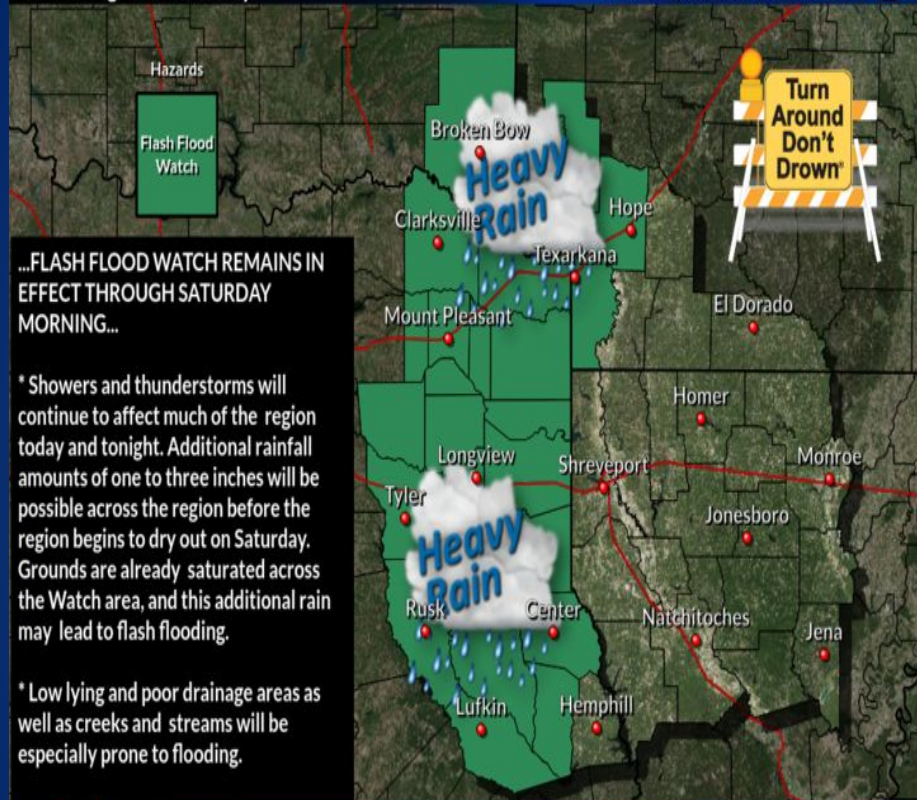 Hazards
Flash Flood
Watch
Turn
Around
Don't
Drown®
Broken Bow
Heavy
Rain
Clarksville
Hope
Texarkana
Mount Pleasant
El Dorado
...FLASH FLOOD WATCH REMAINS IN
EFFECT THROUGH SATURDAY
MORNING...
* Showers and thunderstorms will
continue to affect much of the region
today and tonight. Additional rainfall
amounts of one to three inches will be
possible across the region before the
region begins to dry out on Saturday.
Grounds are already saturated across
the Watch area, and this additional rain
may lead to flash flooding.
* Low lying and poor drainage areas as
well as creeks and streams will be
especially prone to flooding.
Homer
Longview
Shreveport
Monroe
Tyler
Jonesboro
Heavy
Rain
Rusk
Center
Natchitoches
Jena
Lufkin
Hemphill